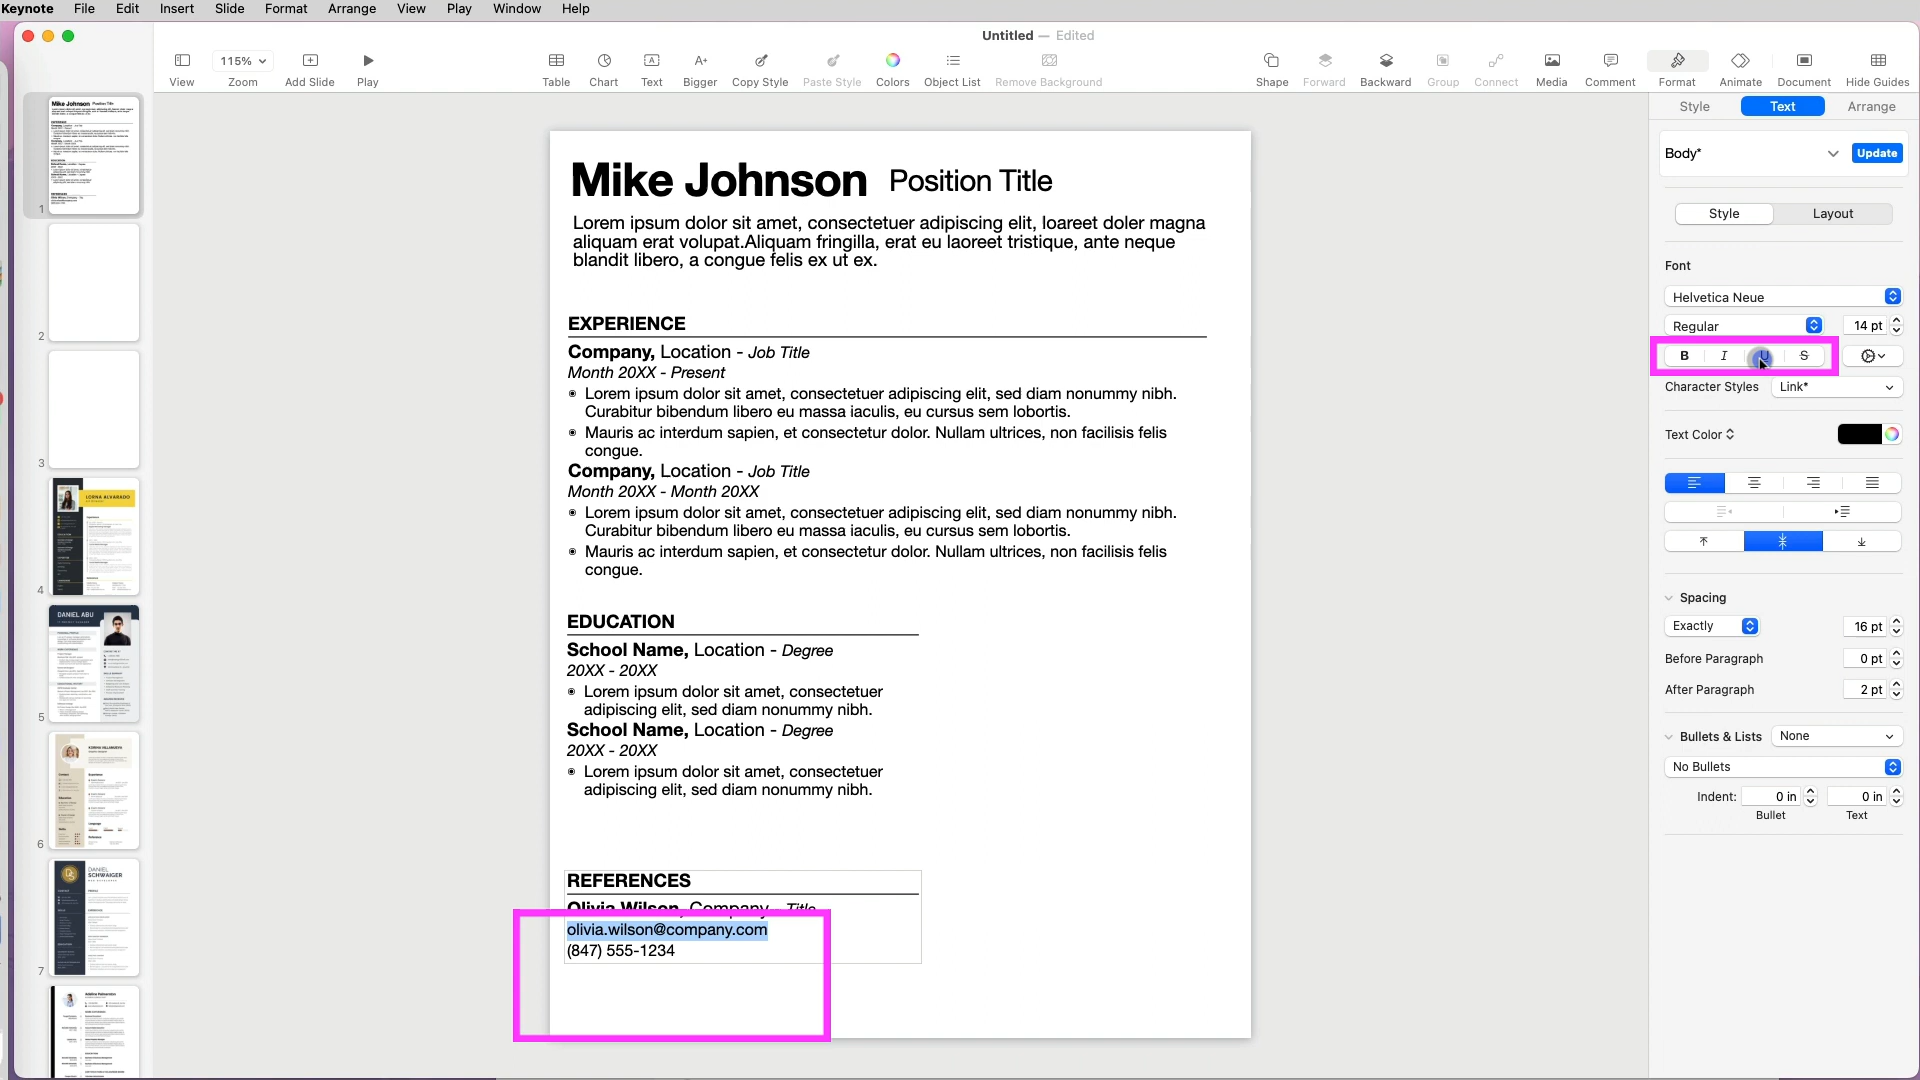 Keynote File Edit Insert Slide Format Arrange View Play Window Help
Untitled — Edited
115%
View Zoom Add Slide Play Table Chart Text Bigger Copy Style Paste Style Colors Object List Remove Background Shape Forward Backward Group Connect Media Comment Format Animate Document Hide Guides
Mike Johnson Position Title
1
2
3
LORNA ALVARADO
4
DANIEL ABU
5
6
DANIEL
SCHWAIGER
7
Mike Johnson Position Title
Lorem ipsum dolor sit amet, consectetuer adipiscing elit, loareet doler magna
aliquam erat volupat.Aliquam fringilla, erat eu laoreet tristique, ante neque
blandit libero, a congue felis ex ut ex.
EXPERIENCE
Company, Location - Job Title
Month 20XX - Present
Lorem ipsum dolor sit amet, consectetuer adipiscing elit, sed diam nonummy nibh.
Curabitur bibendum libero eu massa iaculis, eu cursus sem lobortis.
Mauris ac interdum sapien, et consectetur dolor. Nullam ultrices, non facilisis felis
congue.
Company, Location - Job Title
Month 20XX - Month 20XX
Lorem ipsum dolor sit amet, consectetuer adipiscing elit, sed diam nonummy nibh.
Curabitur bibendum libero eu massa iaculis, eu cursus sem lobortis.
Mauris ac interdum sapien, et consectetur dolor. Nullam ultrices, non facilisis felis
congue.
EDUCATION
School Name, Location - Degree
20XX - 20XX
Lorem ipsum dolor sit amet, consectetuer
adipiscing elit, sed diam nonummy nibh.
School Name, Location - Degree
20XX - 20XX
Lorem ipsum dolor sit amet, consectetuer
adipiscing elit, sed diam nonummy nibh.
REFERENCES
Olivia Wilson, Company - Title
olivia.wilson@company.com
(847) 555-1234
Style Text Arrange
Body* Update
Style Layout
Font
Helvetica Neue
Regular 14 pt
B I U S
Character Styles Link*
Text Color
Spacing
Exactly 16 pt
Before Paragraph 0 pt
After Paragraph 2 pt
Bullets & Lists None
No Bullets
Indent: 0 in 0 in
Bullet Text